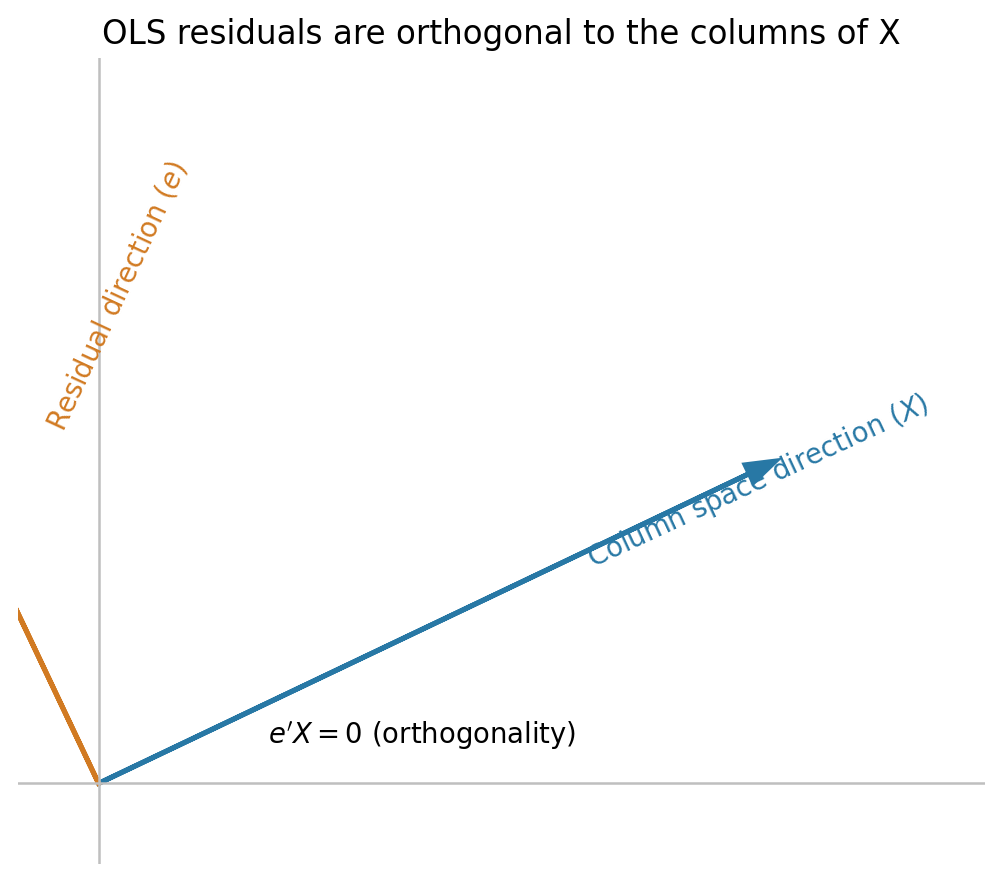 OLS residuals are orthogonal to the columns of X
Residual direction (e)
Column space direction (X)
e′X = 0 (orthogonality)